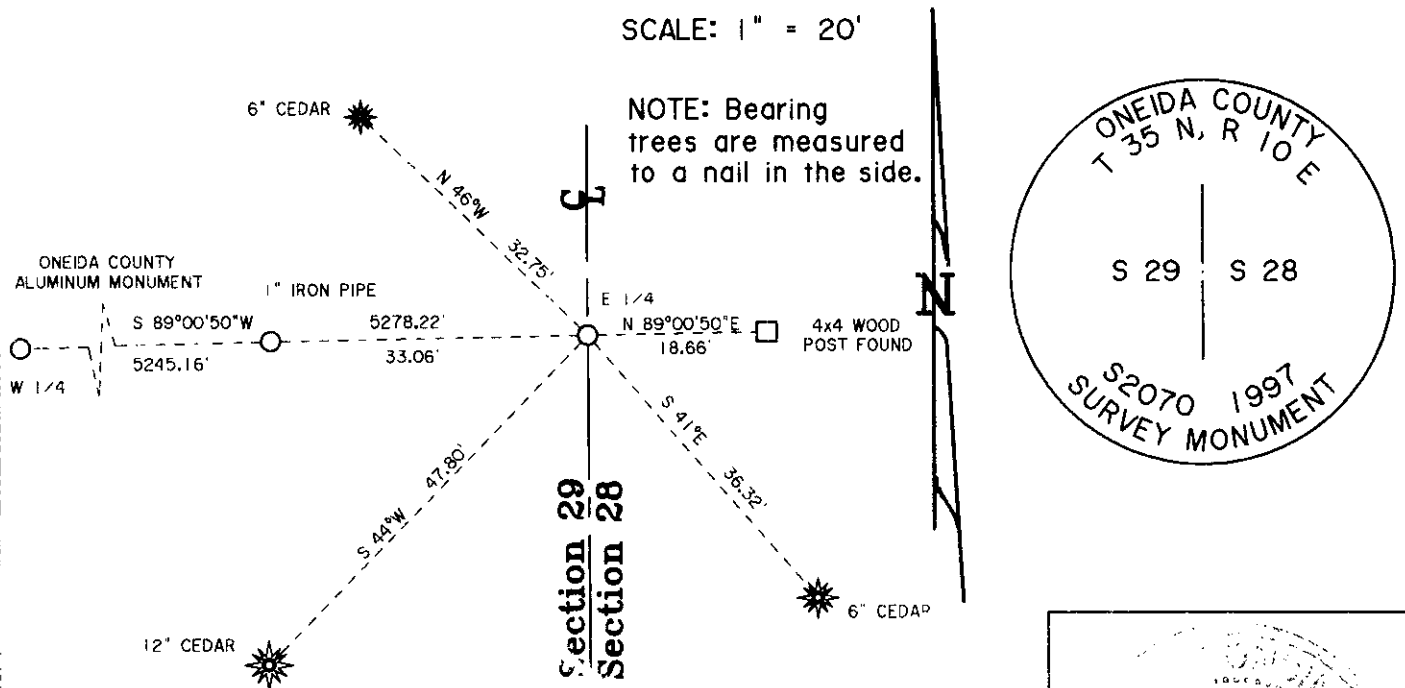 SCALE: 1" = 20'
NOTE: Bearing
trees are measured
to a nail in the side.
6" CEDAR
N 46°W
32.75'
C L
ONEIDA COUNTY
ALUMINUM MONUMENT
1" IRON PIPE
S 89°00'50"W
5245.16'
5278.22'
33.06'
W 1/4
E 1/4
N 89°00'50"E
18.66'
4x4 WOOD
POST FOUND
N
S 44°W
47.80'
S 41°E
36.32'
Section 29
Section 28
12" CEDAR
6" CEDAR
ONEIDA COUNTY
T 35 N, R 10 E
S 29
S 28
S2070 1997
SURVEY MONUMENT